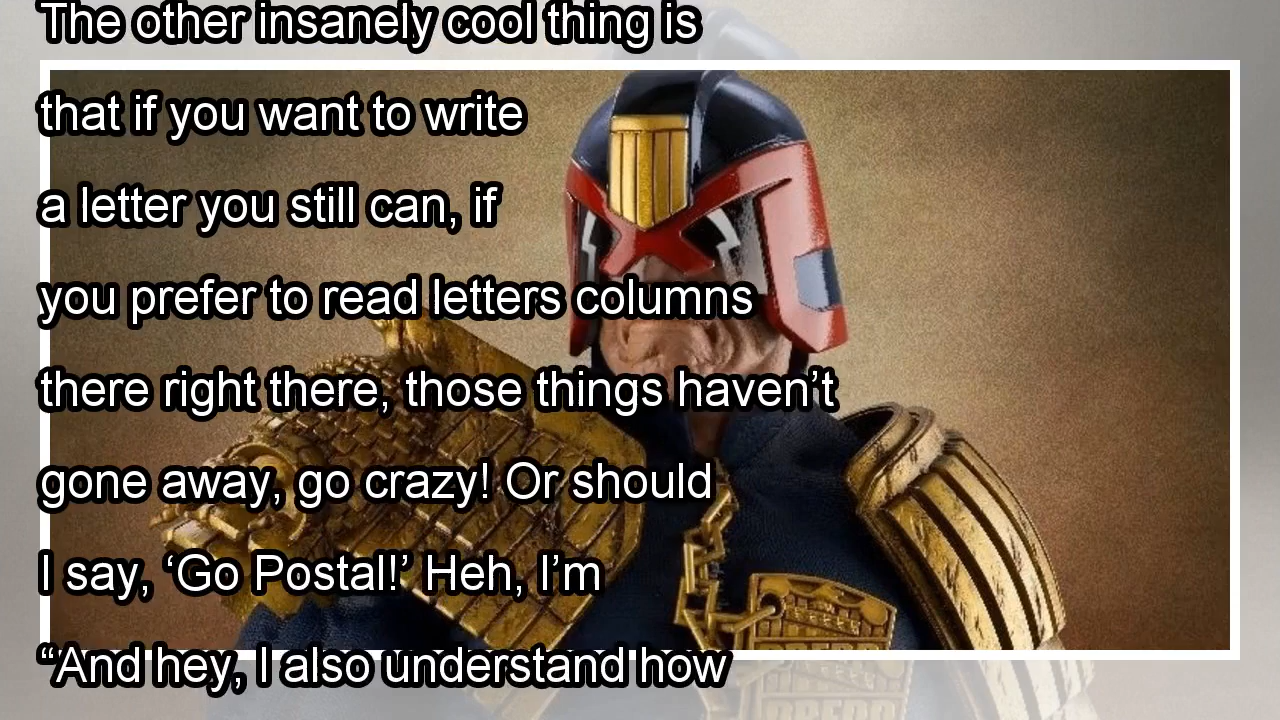 The other insanely cool thing is
that if you want to write
a letter you still can, if
you prefer to read letters columns
there right there, those things haven’t
gone away, go crazy! Or should
I say, ‘Go Postal!’ Heh, I’m
“And hey, I also understand how
DREDD
DREDD